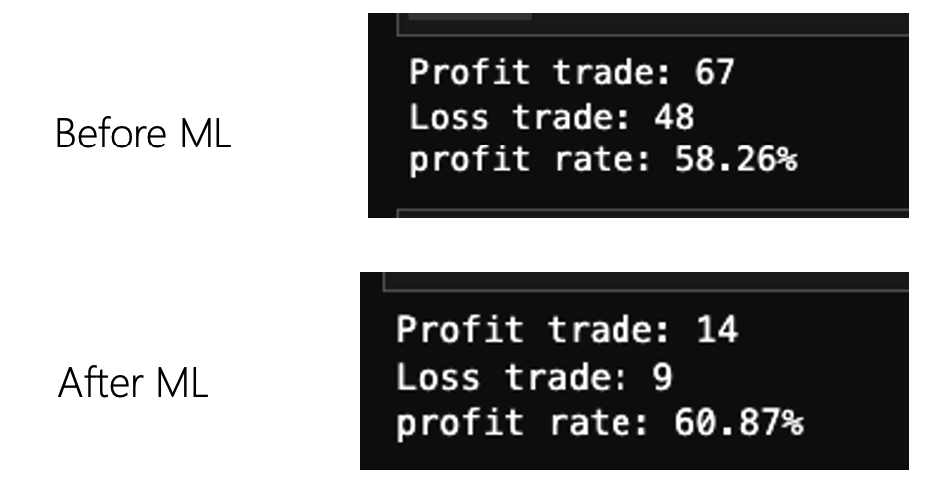 Before ML
Profit trade: 67
Loss trade: 48
profit rate: 58.26%
After ML
Profit trade: 14
Loss trade: 9
profit rate: 60.87%